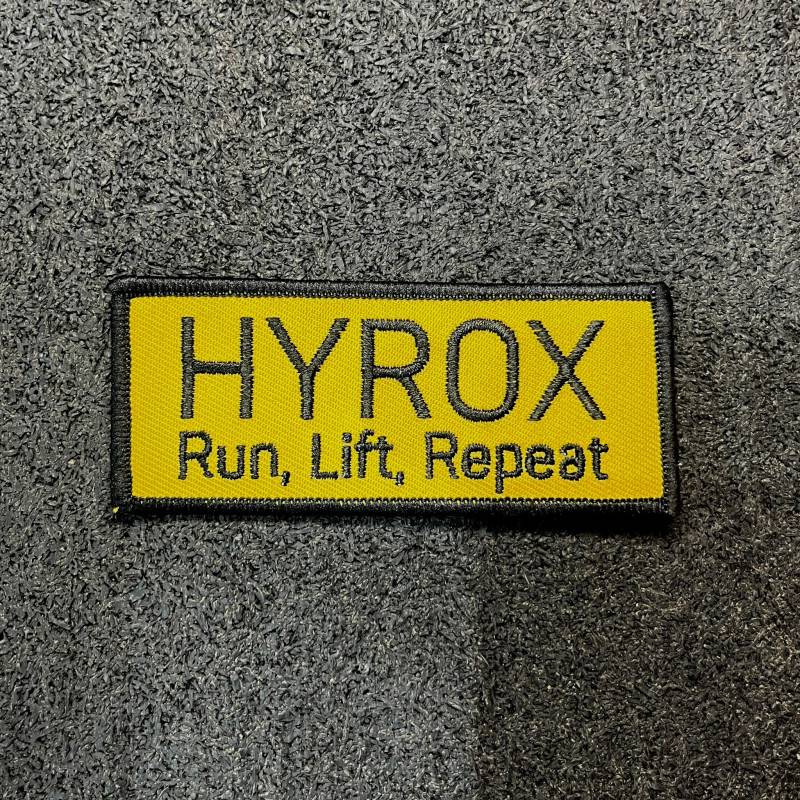 HYROX
Run, Lift, Repeat